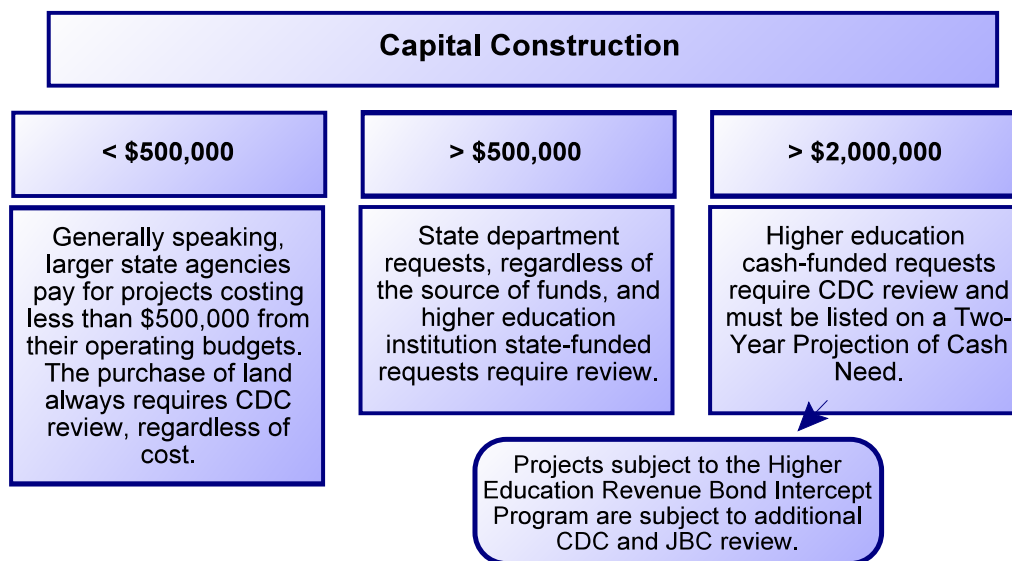 Capital Construction
< $500,000
Generally speaking,
larger state agencies
pay for projects costing
less than $500,000 from
their operating budgets.
The purchase of land
always requires CDC
review, regardless of
cost.
> $500,000
State department
requests, regardless of
the source of funds, and
higher education
institution state-funded
requests require review.
> $2,000,000
Higher education
cash-funded requests
require CDC review and
must be listed on a Two-
Year Projection of Cash
Need.
Projects subject to the Higher
Education Revenue Bond Intercept
Program are subject to additional
CDC and JBC review.